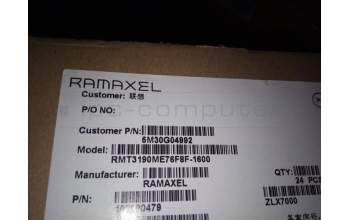 RAMAXEL
Customer: 联想
P/O NO:
Customer P/N:
5M30G04892
Model:
RMT3190ME76F8F-1600
Manufacturer:
RAMAXEL
QTY:
24 PCS
P/N:
ZLX7000